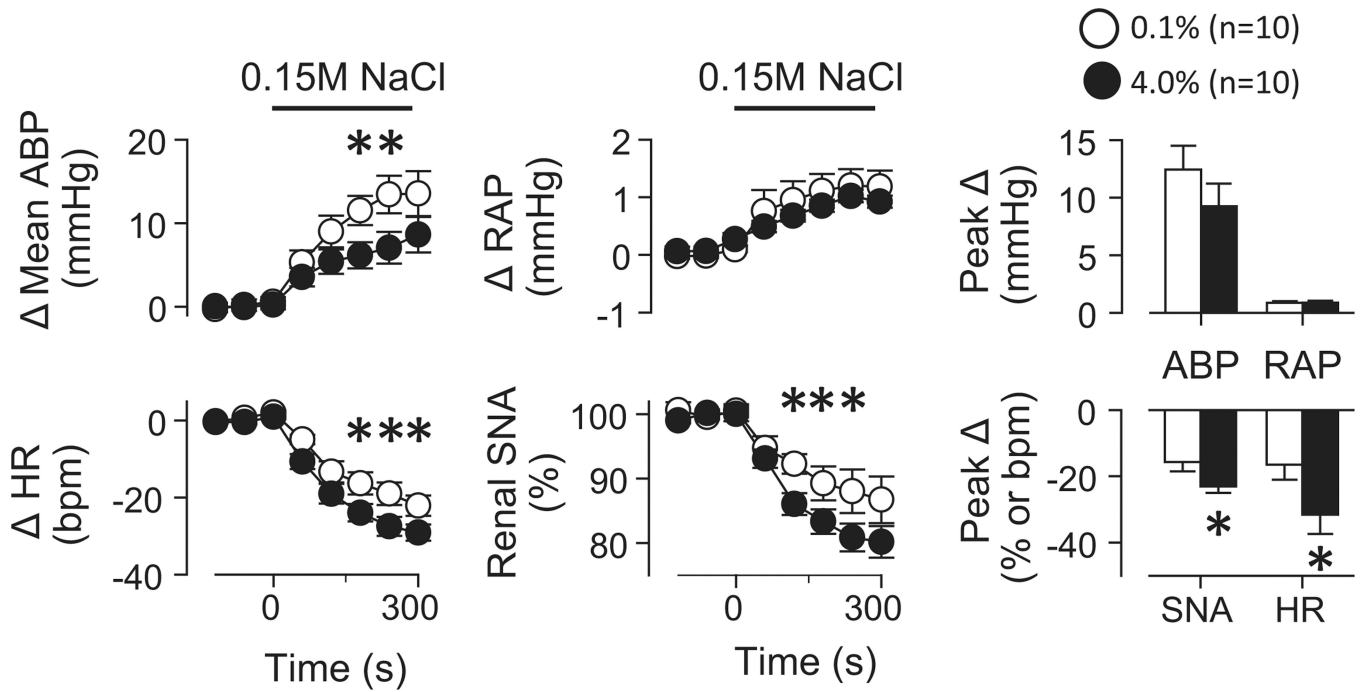 0.1% (n=10)
4.0% (n=10)
0.15M NaCl
Δ Mean ABP
(mmHg)
20
10
0
**
0.15M NaCl
Δ RAP
(mmHg)
2
1
0
-1
Peak Δ
(mmHg)
15
10
5
0
ABP RAP
Δ HR
(bpm)
0
-20
-40
***
0 300
Time (s)
Renal SNA
(%)
100
90
80
***
0 300
Time (s)
Peak Δ
(% or bpm)
0
-20
-40
*
*
SNA HR